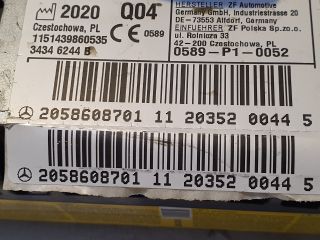 2020 Q04
Czestochowa, PL
1151439860535
3434 6244 B
0589
HERSTELLER ZF Automotive
Germany GmbH, Industriestrasse 20
DE-73553 Alfdorf, Germany
EINFUEHRER ZF Polska Sp.zo.o.
ul. Rolnicza 33
42-200 Czestochowa, PL
0589-P1-0052
2058608701 11 20352 0044 5
2058608701 11 20352 0044 5